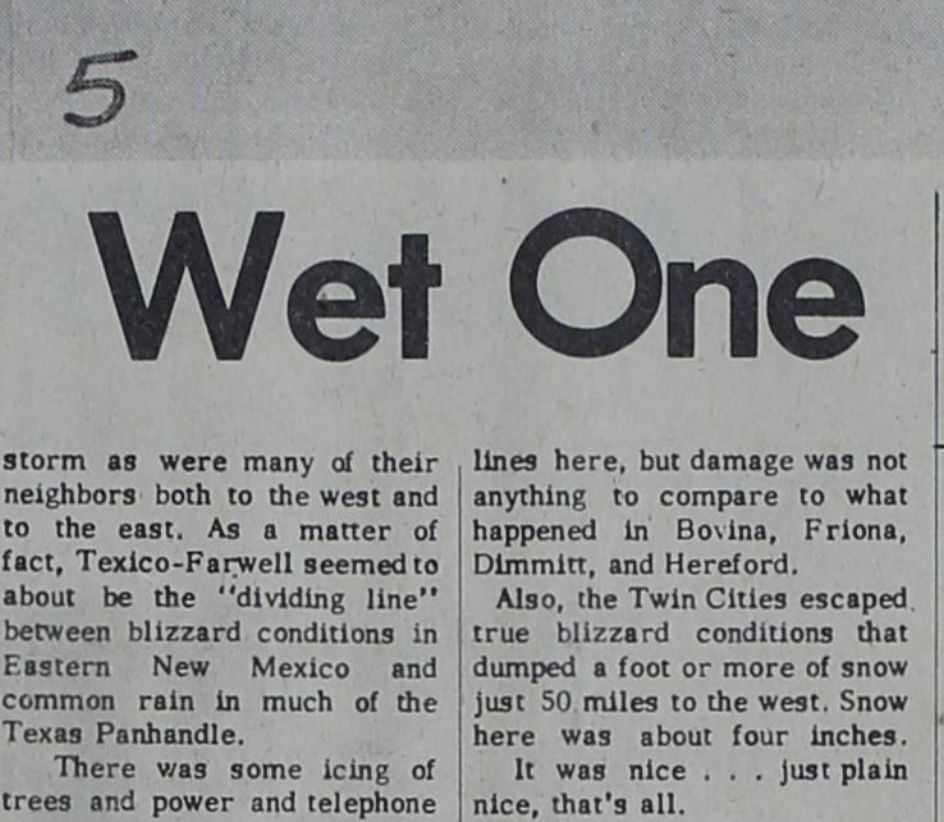 5
Wet One
storm as were many of their
neighbors both to the west and
to the east. As a matter of
fact, Texico-Farwell seemed to
about be the "dividing line"
between blizzard conditions in
Eastern New Mexico and
common rain in much of the
Texas Panhandle.
There was some icing of
trees and power and telephone
lines here, but damage was not
anything to compare to what
happened in Bovina, Friona,
Dimmitt, and Hereford.
Also, the Twin Cities escaped
true blizzard conditions that
dumped a foot or more of snow
just 50 miles to the west. Snow
here was about four inches.
It was nice . . . just plain
nice, that's all.